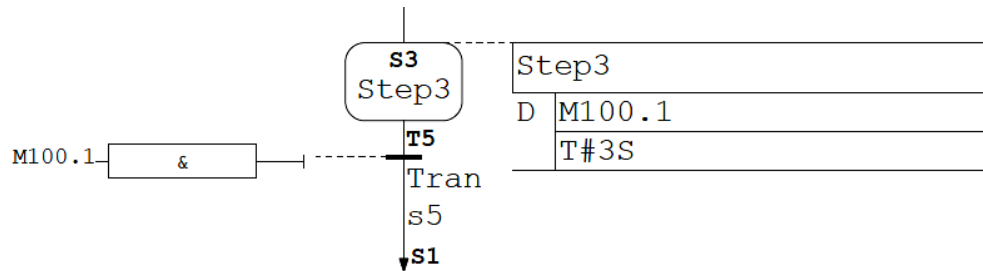 S3
Step3
Step3
D M100.1
T#3S
M100.1
&
T5
Tran
s5
S1